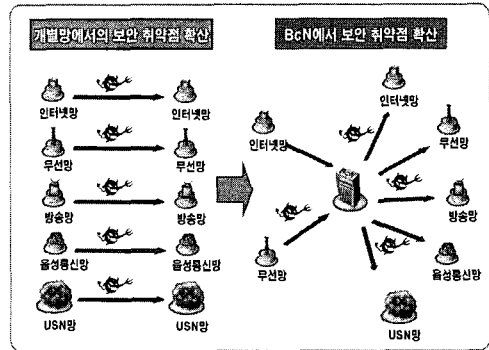 개별망에서의 보안 취약점 확산
인터넷망 인터넷망
무선망 무선망
방송망 방송망
음성통신망 음성통신망
USN망 USN망
BcN에서 보안 취약점 확산
인터넷망
인터넷망
무선망
방송망
무선망
음성통신망
USN망